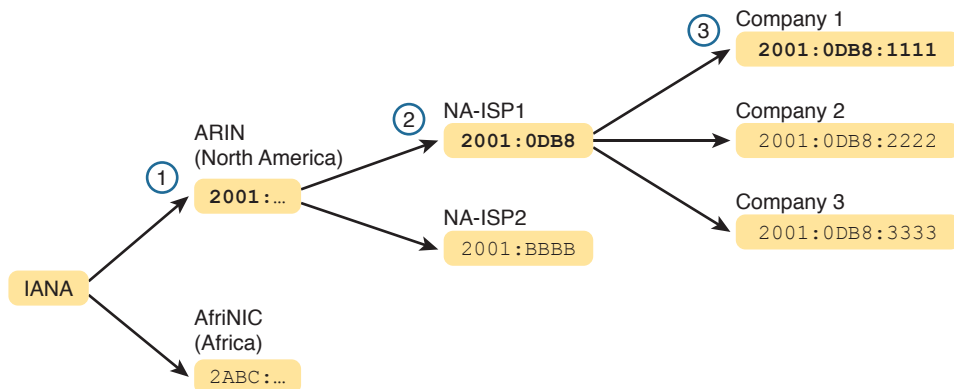 IANA
1
ARIN
(North America)
2001:…
AfriNIC
(Africa)
2ABC:…
2
NA-ISP1
2001:0DB8
NA-ISP2
2001:BBBB
3
Company 1
2001:0DB8:1111
Company 2
2001:0DB8:2222
Company 3
2001:0DB8:3333